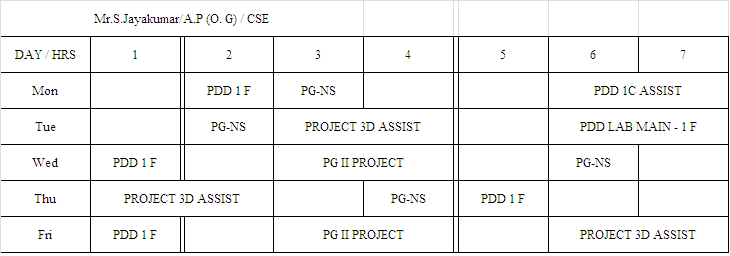 Mr.S.Jayakumar/A.P (O. G) / CSE
DAY / HRS 1 2 3 4 5 6 7
Mon PDD 1 F PG-NS PDD 1C ASSIST
Tue PG-NS PROJECT 3D ASSIST PDD LAB MAIN - 1 F
Wed PDD 1 F PG II PROJECT PG-NS
Thu PROJECT 3D ASSIST PG-NS PDD 1 F
Fri PDD 1 F PG II PROJECT PROJECT 3D ASSIST